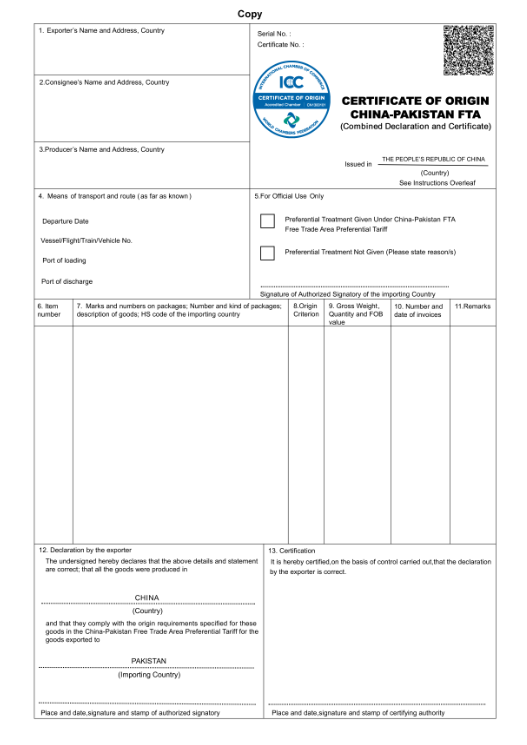 Copy
1. Exporter's Name and Address, Country
Serial No. :
Certificate No. :
INTERNATIONAL CHAMBER OF COMMERCE
ICC
CERTIFICATE OF ORIGIN
Accredited Chamber
WORLD CHAMBERS FEDERATION
2.Consignee's Name and Address, Country
CERTIFICATE OF ORIGIN
CHINA-PAKISTAN FTA
(Combined Declaration and Certificate)
3.Producer's Name and Address, Country
Issued in THE PEOPLE'S REPUBLIC OF CHINA
(Country)
See Instructions Overleaf
4. Means of transport and route (as far as known )
Departure Date
Vessel/Flight/Train/Vehicle No.
Port of loading
Port of discharge
5.For Official Use Only
Preferential Treatment Given Under China-Pakistan FTA
Free Trade Area Preferential Tariff
Preferential Treatment Not Given (Please state reason/s)
Signature of Authorized Signatory of the importing Country
6. Item
number
7. Marks and numbers on packages; Number and kind of packages;
description of goods; HS code of the importing country
8.Origin
Criterion
9. Gross Weight,
Quantity and FOB
value
10. Number and
date of invoices
11.Remarks
12. Declaration by the exporter
The undersigned hereby declares that the above details and statement
are correct; that all the goods were produced in
CHINA
(Country)
and that they comply with the origin requirements specified for these
goods in the China-Pakistan Free Trade Area Preferential Tariff for the
goods exported to
PAKISTAN
(Importing Country)
Place and date,signature and stamp of authorized signatory
13. Certification
It is hereby certified,on the basis of control carried out,that the declaration
by the exporter is correct.
Place and date,signature and stamp of certifying authority